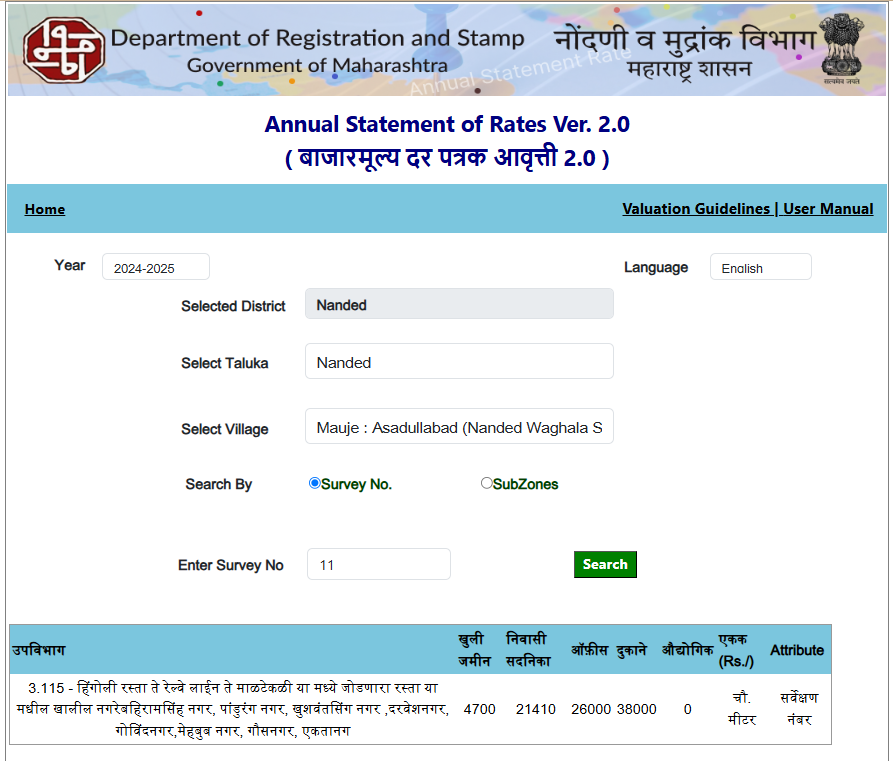 Department of Registration and Stamp
Government of Maharashtra
नोंदणी व मुद्रांक विभाग
महाराष्ट्र शासन
सत्यमेव जयते
Annual Statement Rate
Annual Statement of Rates Ver. 2.0
( बाजारमूल्य दर पत्रक आवृत्ती 2.0 )
Home
Valuation Guidelines | User Manual
Year 2024-2025 Language English
Selected District Nanded
Select Taluka Nanded
Select Village Mauje : Asadullabad (Nanded Waghala S
Search By Survey No. SubZones
Enter Survey No 11 Search
उपविभाग खुली जमीन निवासी सदनिका ऑफ़ीस दुकाने औद्योगिक एकक (Rs./) Attribute
3.115 - हिंगोली रस्ता ते रेल्वे लाईन ते माळटेकळी या मध्ये जोडणारा रस्ता या
मधील खालील नगरेबहिरामसिंह नगर, पांडुरंग नगर, खुशवंतसिंग नगर ,दरवेशनगर,
गोविंदनगर,मेहबुब नगर, गौसनगर, एकतानग
4700 21410 26000 38000 0 चौ. मीटर सर्वेक्षण नंबर